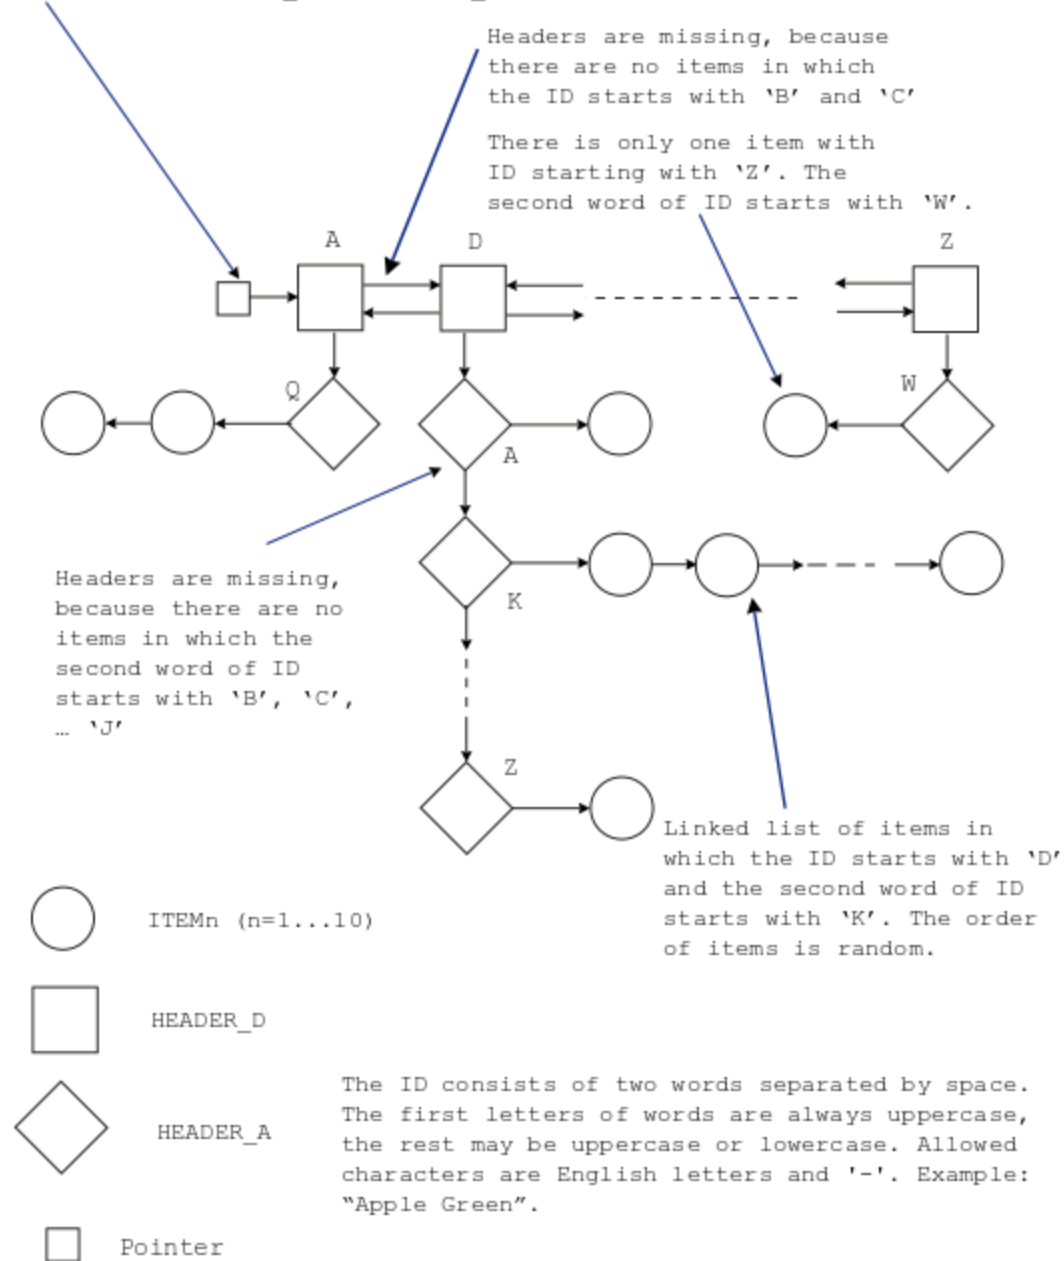 Headers are missing, because
there are no items in which
the ID starts with ‘B’ and ‘C’
There is only one item with
ID starting with ‘Z’. The
second word of ID starts with ‘W’.
A
D
Z
Q
W
A
Headers are missing,
because there are no
items in which the
second word of ID
starts with ‘B’, ‘C’,
… ‘J’
K
Z
Linked list of items in
which the ID starts with ‘D’
and the second word of ID
starts with ‘K’. The order
of items is random.
ITEMn (n=1...10)
HEADER_D
HEADER_A
The ID consists of two words separated by space.
The first letters of words are always uppercase,
the rest may be uppercase or lowercase. Allowed
characters are English letters and '-'. Example:
“Apple Green”.
Pointer